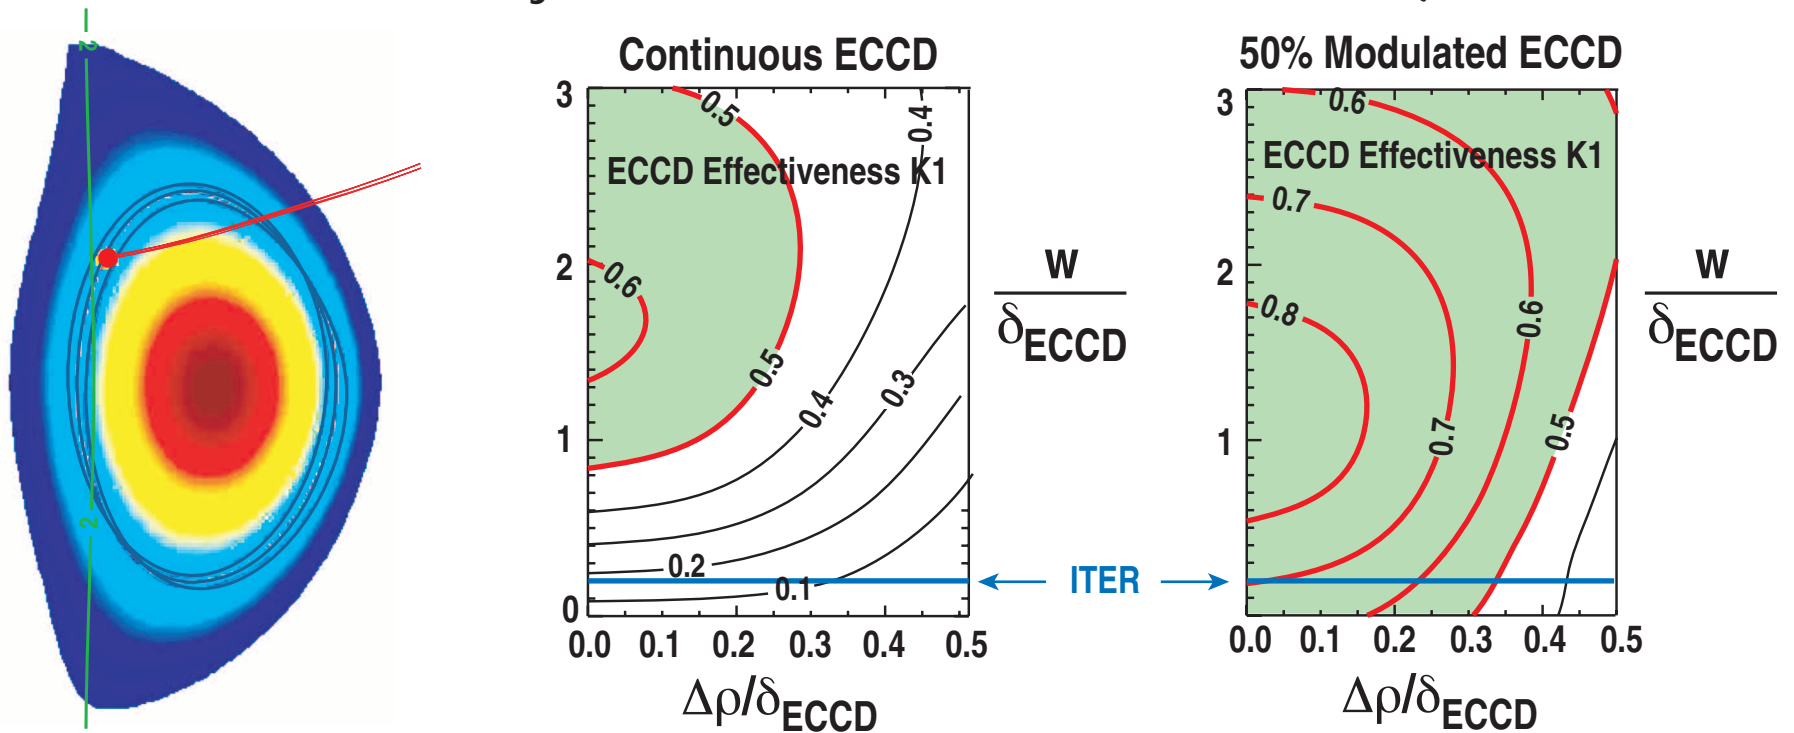 2
2
Continuous ECCD
3
2
1
0
0.5
0.4
ECCD Effectiveness K1
0.6
0.5
0.4
0.3
0.2
0.1
0.0 0.1 0.2 0.3 0.4 0.5
Δρ/δECCD
w
δECCD
ITER
50% Modulated ECCD
3
2
1
0.6
ECCD Effectiveness K1
0.7
0.8
0.6
0.7
0.5
0.0 0.1 0.2 0.3 0.4 0.5
Δρ/δECCD
w
δECCD